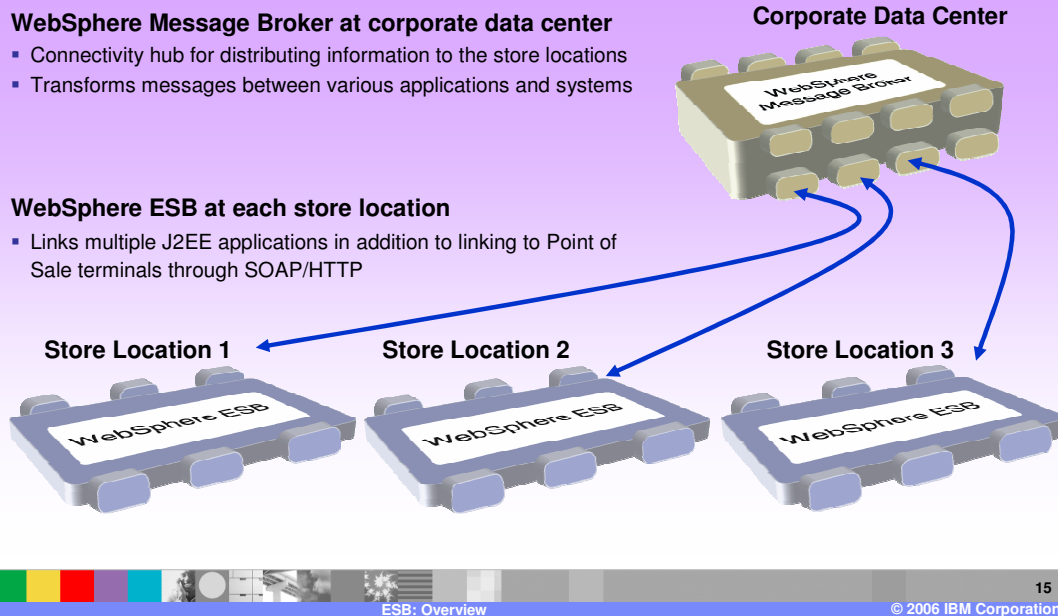 WebSphere Message Broker at corporate data center
▪ Connectivity hub for distributing information to the store locations
▪ Transforms messages between various applications and systems
Corporate Data Center
WebSphere
Message Broker
WebSphere ESB at each store location
▪ Links multiple J2EE applications in addition to linking to Point of
Sale terminals through SOAP/HTTP
Store Location 1
Store Location 2
Store Location 3
WebSphere ESB
WebSphere ESB
WebSphere ESB
15
ESB: Overview
© 2006 IBM Corporation